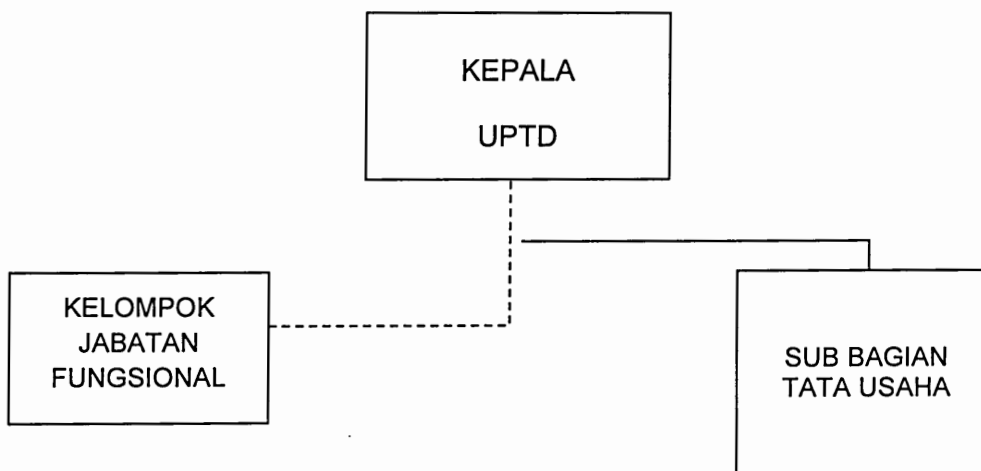 KEPALA
UPTD
KELOMPOK
JABATAN
FUNGSIONAL
SUB BAGIAN
TATA USAHA